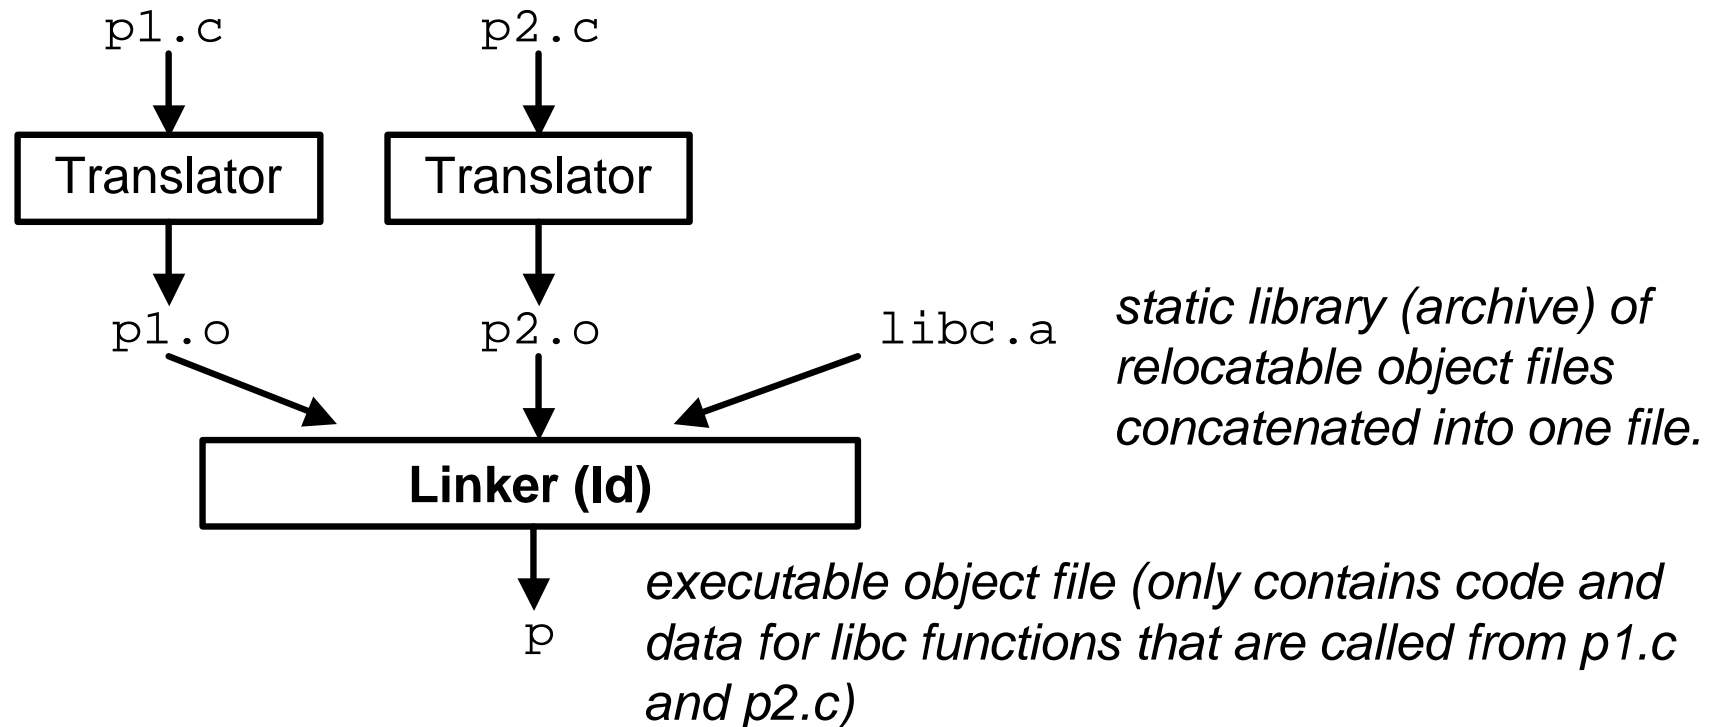 p1.c p2.c
Translator Translator
p1.o p2.o libc.a
static library (archive) of
relocatable object files
concatenated into one file.
Linker (ld)
p
executable object file (only contains code and
data for libc functions that are called from p1.c
and p2.c)